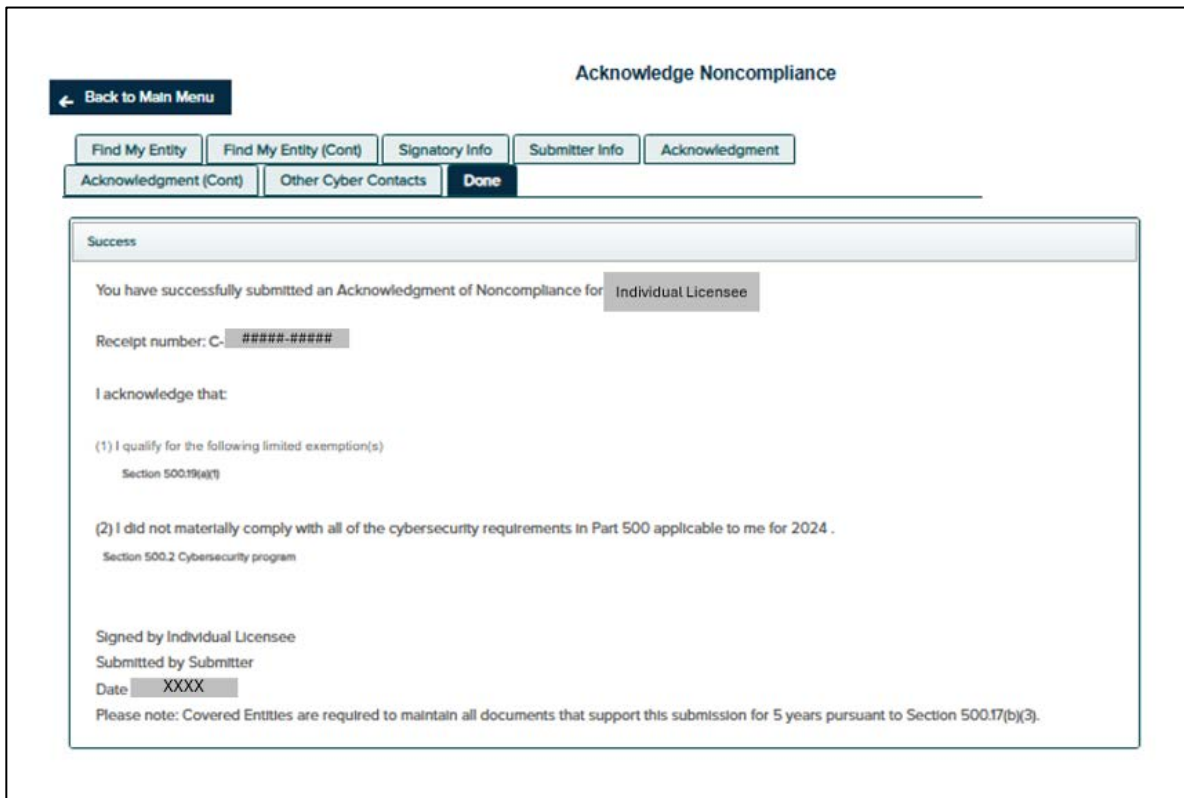 Acknowledge Noncompliance
← Back to Main Menu
Find My Entity Find My Entity (Cont) Signatory Info Submitter Info Acknowledgment
Acknowledgment (Cont) Other Cyber Contacts Done
Success
You have successfully submitted an Acknowledgment of Noncompliance for Individual Licensee
Receipt number: C- #####-#####
I acknowledge that:
(1) I qualify for the following limited exemption(s)
Section 500.19(a)(1)
(2) I did not materially comply with all of the cybersecurity requirements in Part 500 applicable to me for 2024 .
Section 500.2 Cybersecurity program
Signed by Individual Licensee
Submitted by Submitter
Date XXXX
Please note: Covered Entities are required to maintain all documents that support this submission for 5 years pursuant to Section 500.17(b)(3).